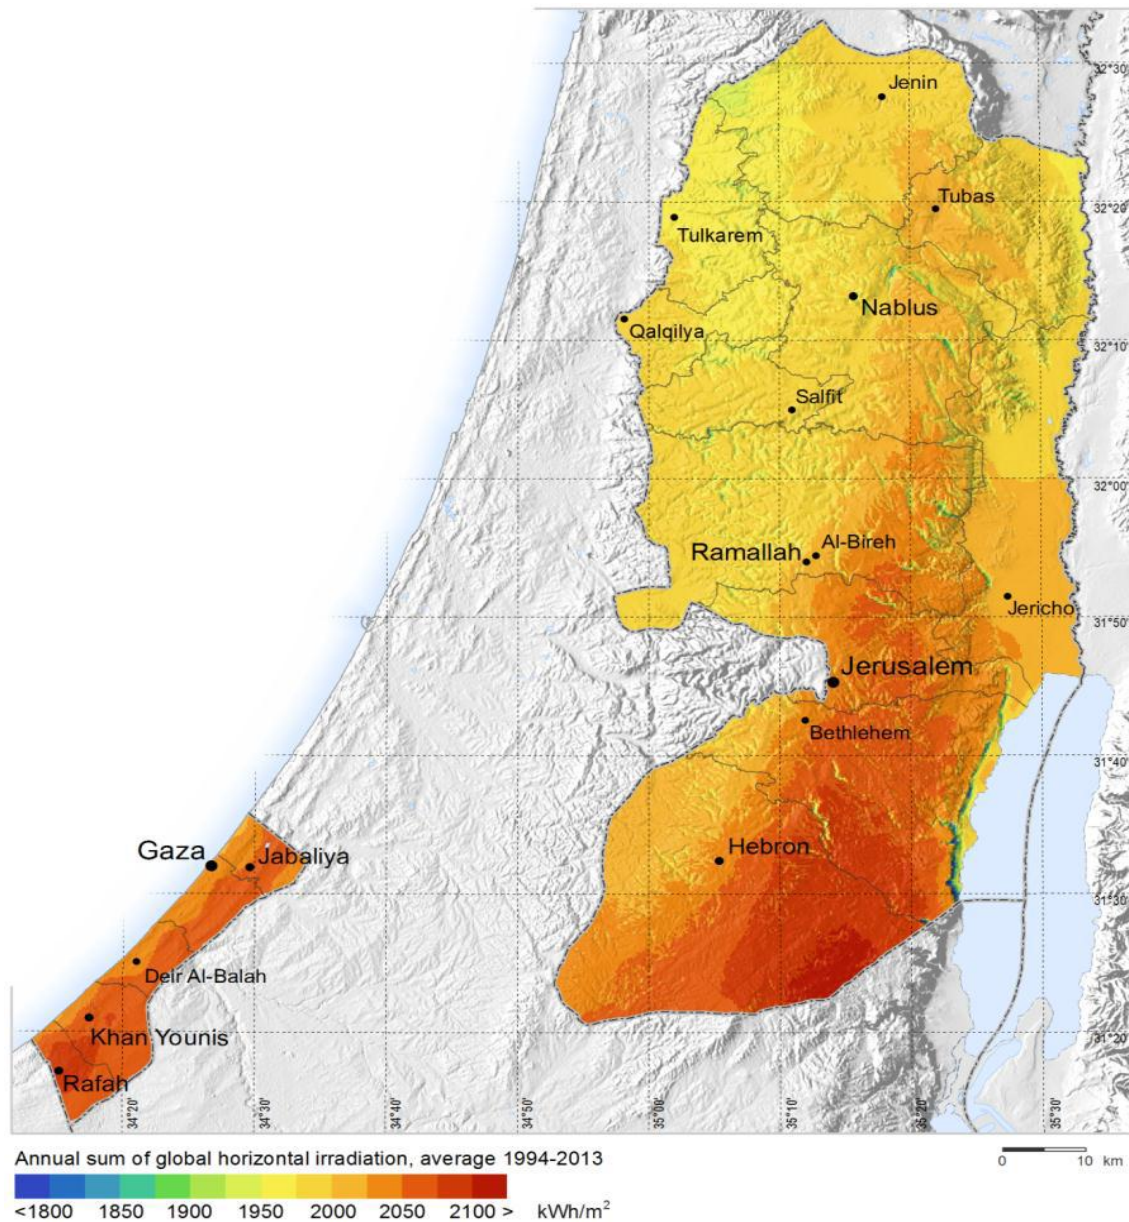 32°30'
Jenin
32°20'
Tubas
Tulkarem
Nablus
Qalqilya
32°10'
Salfit
32°00'
Ramallah
Al-Bireh
Jericho
31°50'
Jerusalem
Bethlehem
31°40'
Gaza
Jabaliya
Hebron
31°30'
Deir Al-Balah
Khan Younis
31°20'
Rafah
34°20'
34°30'
34°40'
34°50'
35°00'
35°10'
35°20'
35°30'
Annual sum of global horizontal irradiation, average 1994-2013
0 10 km
<1800 1850 1900 1950 2000 2050 2100 > kWh/m²